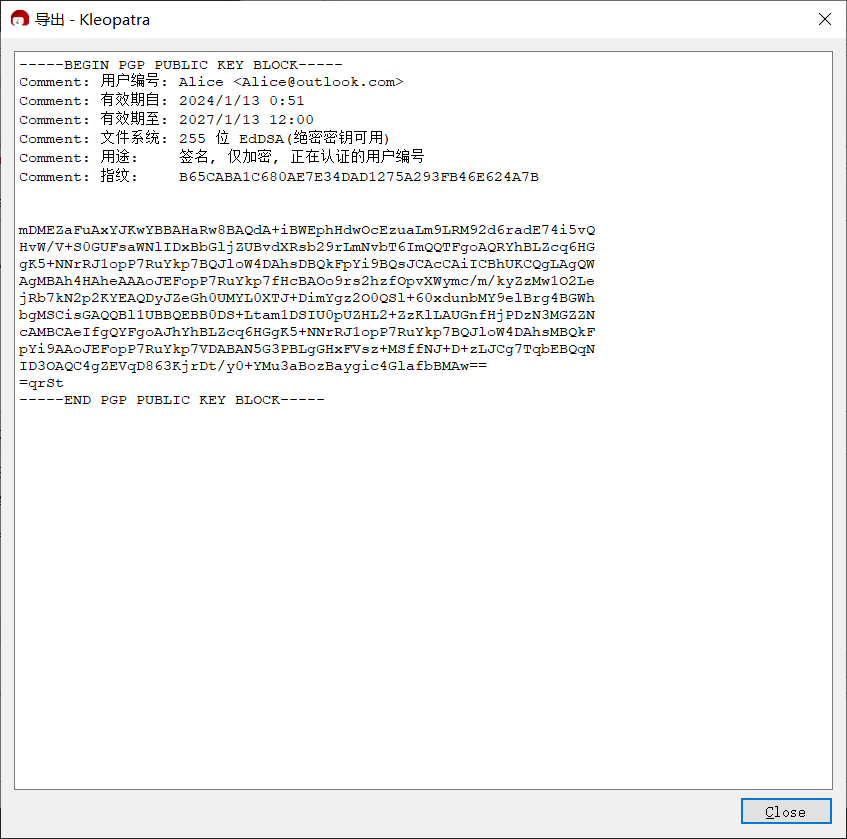 导出 - Kleopatra
-----BEGIN PGP PUBLIC KEY BLOCK-----
Comment: 用户编号: Alice <Alice@outlook.com>
Comment: 有效期自: 2024/1/13 0:51
Comment: 有效期至: 2027/1/13 12:00
Comment: 文件系统: 255 位 EdDSA(绝密密钥可用)
Comment: 用途: 签名, 仅加密, 正在认证的用户编号
Comment: 指纹: B65CABA1C680AE7E34DAD1275A293FB46E624A7B
mDMEZaFuAxYJKwYBBAHaRw8BAQdA+iBWEphHdwOcEzuaLm9LRM92d6radE74i5vQ
HvW/V+S0GUFsaWNlIDxBbGljZUBvdXRsb29rLmNvbT6ImQQTFgoAQRYhBLZcq6HG
gK5+NNrRJ1opP7RuYkp7BQJloW4DAhsDBQkFpYi9BQsJCAcCAiICBhUKCQgLAgQW
AgMBAh4HAheAAAoJEFopP7RuYkp7fHcBAOo9rs2hzfOpvXWymc/m/kyZzMw1O2Le
jRb7kN2p2KYEAQDyJZeGh0UMYL0XTJ+DimYgz2O0QSl+60xdunbMY9elBrg4BGWh
bgMSCisGAQQBl1UBBQEBB0DS+Ltam1DSIU0pUZHL2+ZzKlLAUGnfHjPDzN3MGZZN
cAMBCAeIfgQYFgoAJhYhBLZcq6HGgK5+NNrRJ1opP7RuYkp7BQJloW4DAhsMBQkF
pYi9AAoJEFopP7RuYkp7VDABAN5G3PBLgGHxFVsz+MSffNJ+D+zLJCg7TqbEBQqN
ID3OAQC4gZEVqD863KjrDt/y0+YMu3aBozBaygic4GlafbBMAw==
=qrSt
-----END PGP PUBLIC KEY BLOCK-----
Close